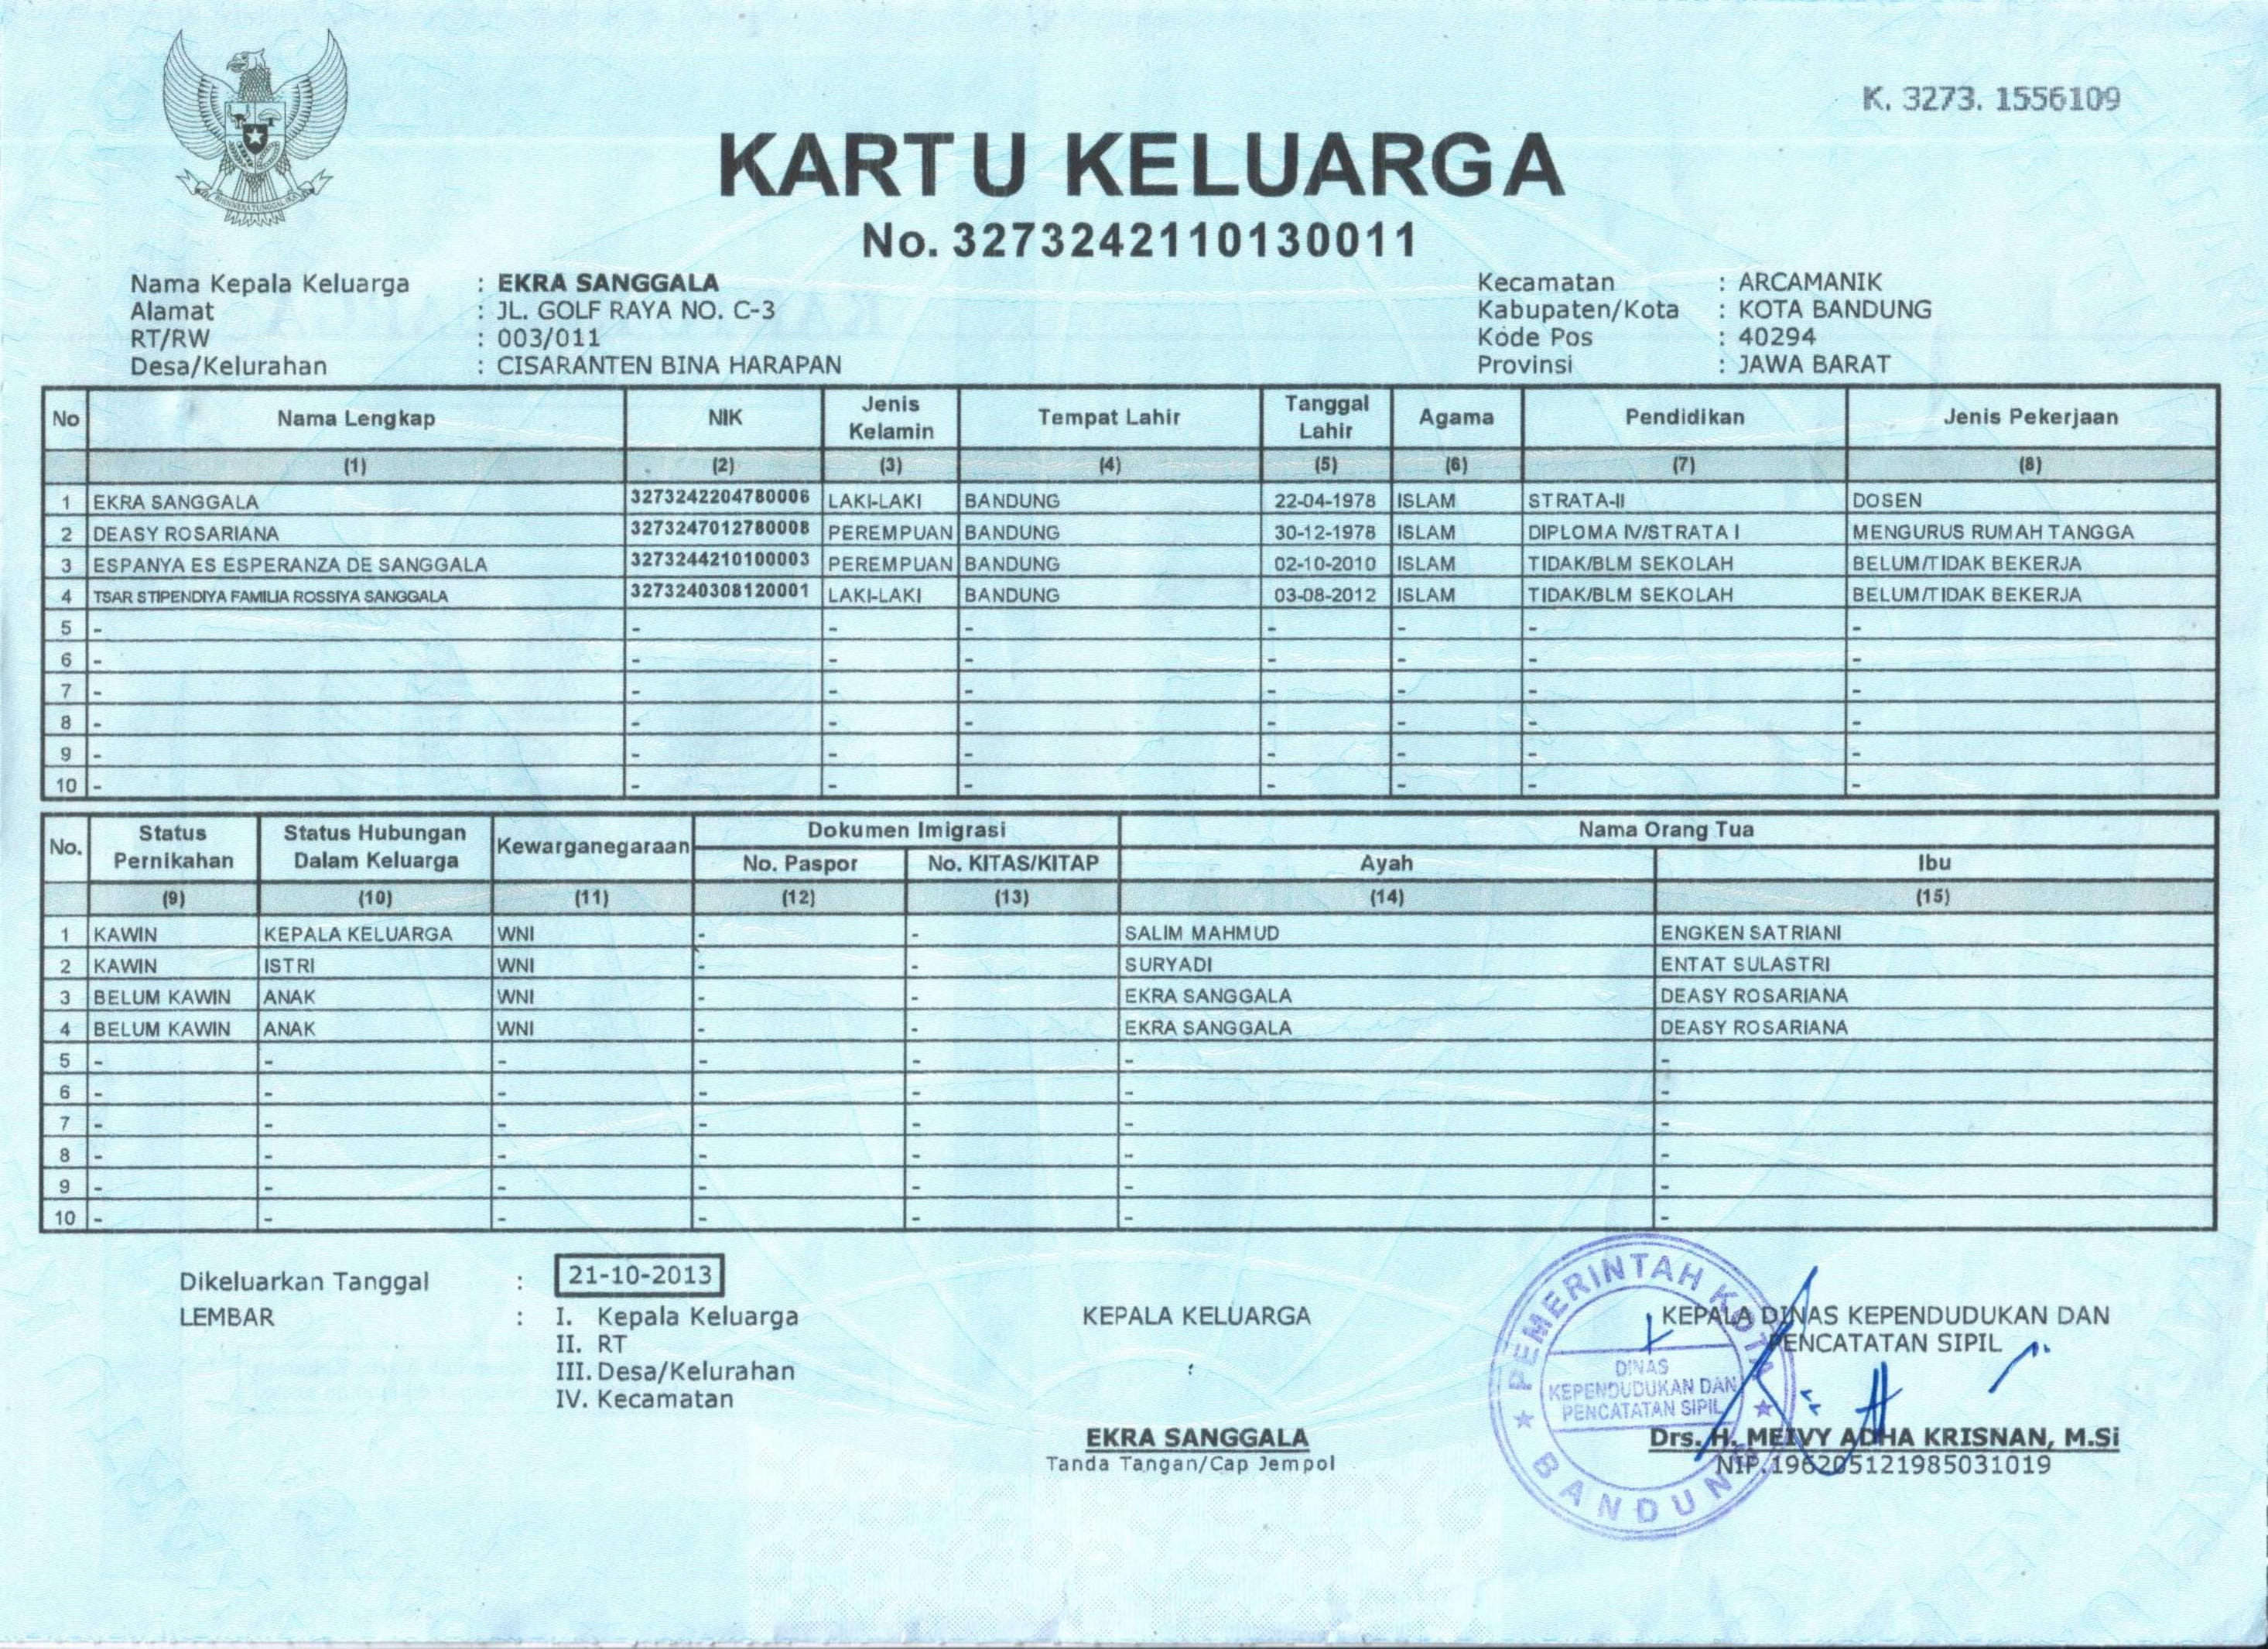 BHINNEKA TUNGGAL IKA
K. 3273. 1556109
KARTU KELUARGA
No. 3273242110130011
Nama Kepala Keluarga : EKRA SANGGALA
Alamat : JL. GOLF RAYA NO. C-3
RT/RW : 003/011
Desa/Kelurahan : CISARANTEN BINA HARAPAN
Kecamatan : ARCAMANIK
Kabupaten/Kota : KOTA BANDUNG
Kode Pos : 40294
Provinsi : JAWA BARAT
No Nama Lengkap NIK Jenis Kelamin Tempat Lahir Tanggal Lahir Agama Pendidikan Jenis Pekerjaan
(1) (2) (3) (4) (5) (6) (7) (8)
1 EKRA SANGGALA 3273242204780006 LAKI-LAKI BANDUNG 22-04-1978 ISLAM STRATA-II DOSEN
2 DEASY ROSARIANA 3273247012780008 PEREMPUAN BANDUNG 30-12-1978 ISLAM DIPLOMA IV/STRATA I MENGURUS RUMAH TANGGA
3 ESPANYA ES ESPERANZA DE SANGGALA 3273244210100003 PEREMPUAN BANDUNG 02-10-2010 ISLAM TIDAK/BLM SEKOLAH BELUM/TIDAK BEKERJA
4 TSAR STIPENDIYA FAMILIA ROSSIYA SANGGALA 3273240308120001 LAKI-LAKI BANDUNG 03-08-2012 ISLAM TIDAK/BLM SEKOLAH BELUM/TIDAK BEKERJA
5 - - - - - - - -
6 - - - - - - - -
7 - - - - - - - -
8 - - - - - - - -
9 - - - - - - - -
10 - - - - - - - -
No. Status Pernikahan Status Hubungan Dalam Keluarga Kewarganegaraan Dokumen Imigrasi Nama Orang Tua
No. Paspor No. KITAS/KITAP Ayah Ibu
(9) (10) (11) (12) (13) (14) (15)
1 KAWIN KEPALA KELUARGA WNI - - SALIM MAHMUD ENGKEN SATRIANI
2 KAWIN ISTRI WNI - - SURYADI ENTAT SULASTRI
3 BELUM KAWIN ANAK WNI - - EKRA SANGGALA DEASY ROSARIANA
4 BELUM KAWIN ANAK WNI - - EKRA SANGGALA DEASY ROSARIANA
5 - - - - - - -
6 - - - - - - -
7 - - - - - - -
8 - - - - - - -
9 - - - - - - -
10 - - - - - - -
Dikeluarkan Tanggal : 21-10-2013
LEMBAR : I. Kepala Keluarga
II. RT
III. Desa/Kelurahan
IV. Kecamatan
KEPALA KELUARGA
EKRA SANGGALA
Tanda Tangan/Cap Jempol
KEPALA DINAS KEPENDUDUKAN DAN
PENCATATAN SIPIL
Drs. H. MEIVY ADHA KRISNAN, M.Si
NIP.196205121985031019
PEMERINTAH KOTA
DINAS
KEPENDUDUKAN DAN
PENCATATAN SIPIL
BANDUNG